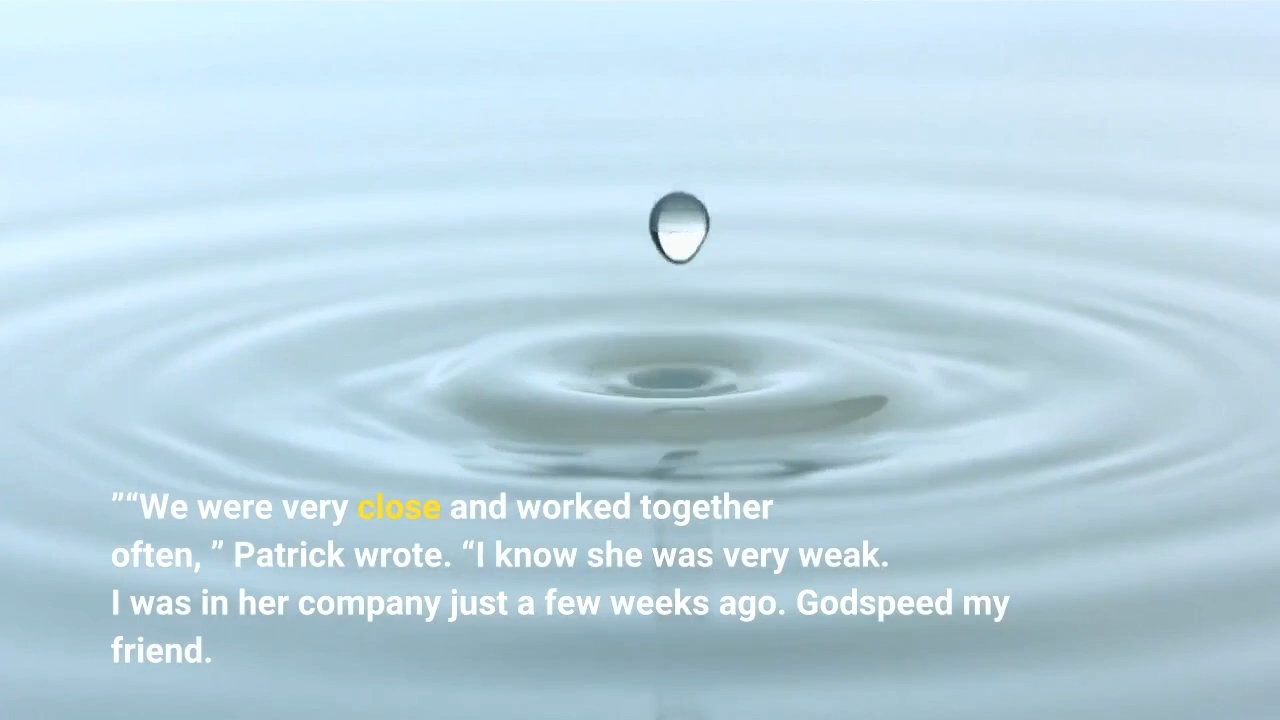 ”“We were very close and worked together
often, ” Patrick wrote. “I know she was very weak.
I was in her company just a few weeks ago. Godspeed my
friend.